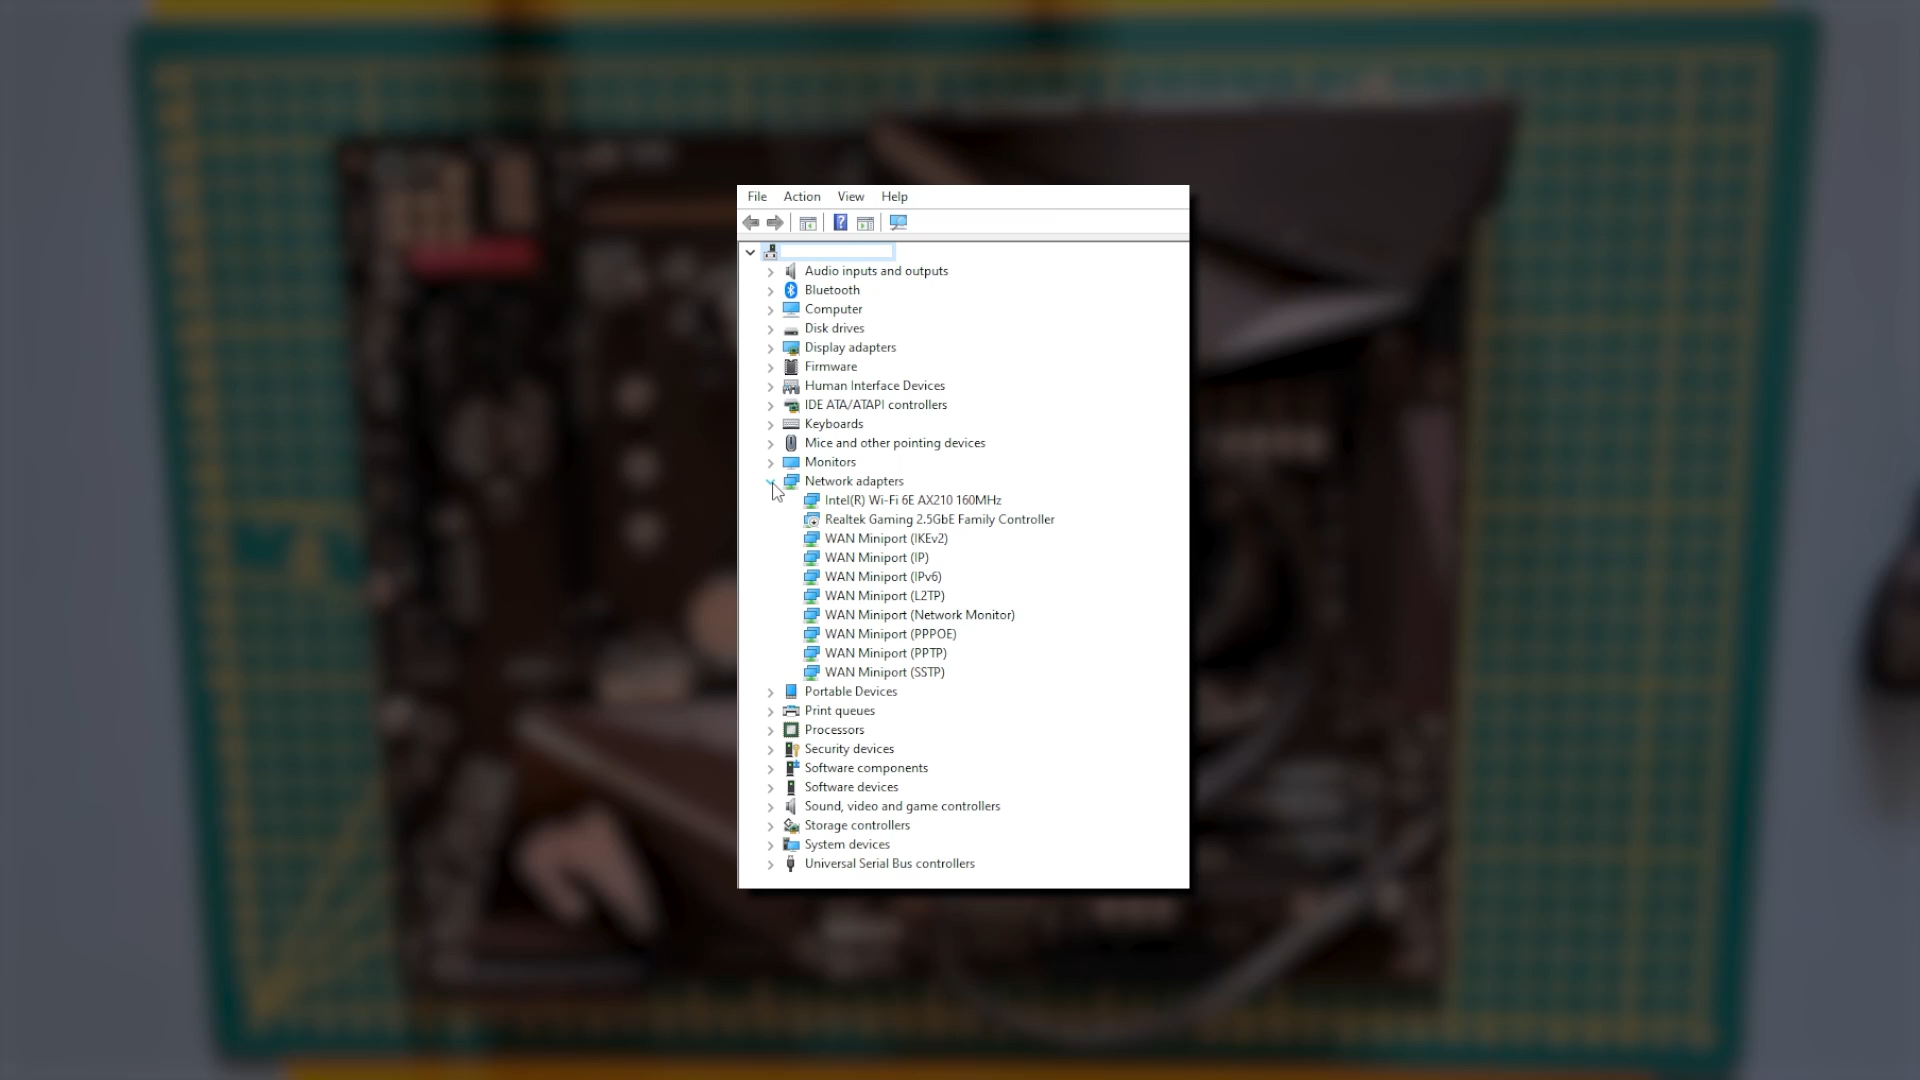 File Action View Help
Audio inputs and outputs
Bluetooth
Computer
Disk drives
Display adapters
Firmware
Human Interface Devices
IDE ATA/ATAPI controllers
Keyboards
Mice and other pointing devices
Monitors
Network adapters
Intel(R) Wi-Fi 6E AX210 160MHz
Realtek Gaming 2.5GbE Family Controller
WAN Miniport (IKEv2)
WAN Miniport (IP)
WAN Miniport (IPv6)
WAN Miniport (L2TP)
WAN Miniport (Network Monitor)
WAN Miniport (PPPOE)
WAN Miniport (PPTP)
WAN Miniport (SSTP)
Portable Devices
Print queues
Processors
Security devices
Software components
Software devices
Sound, video and game controllers
Storage controllers
System devices
Universal Serial Bus controllers